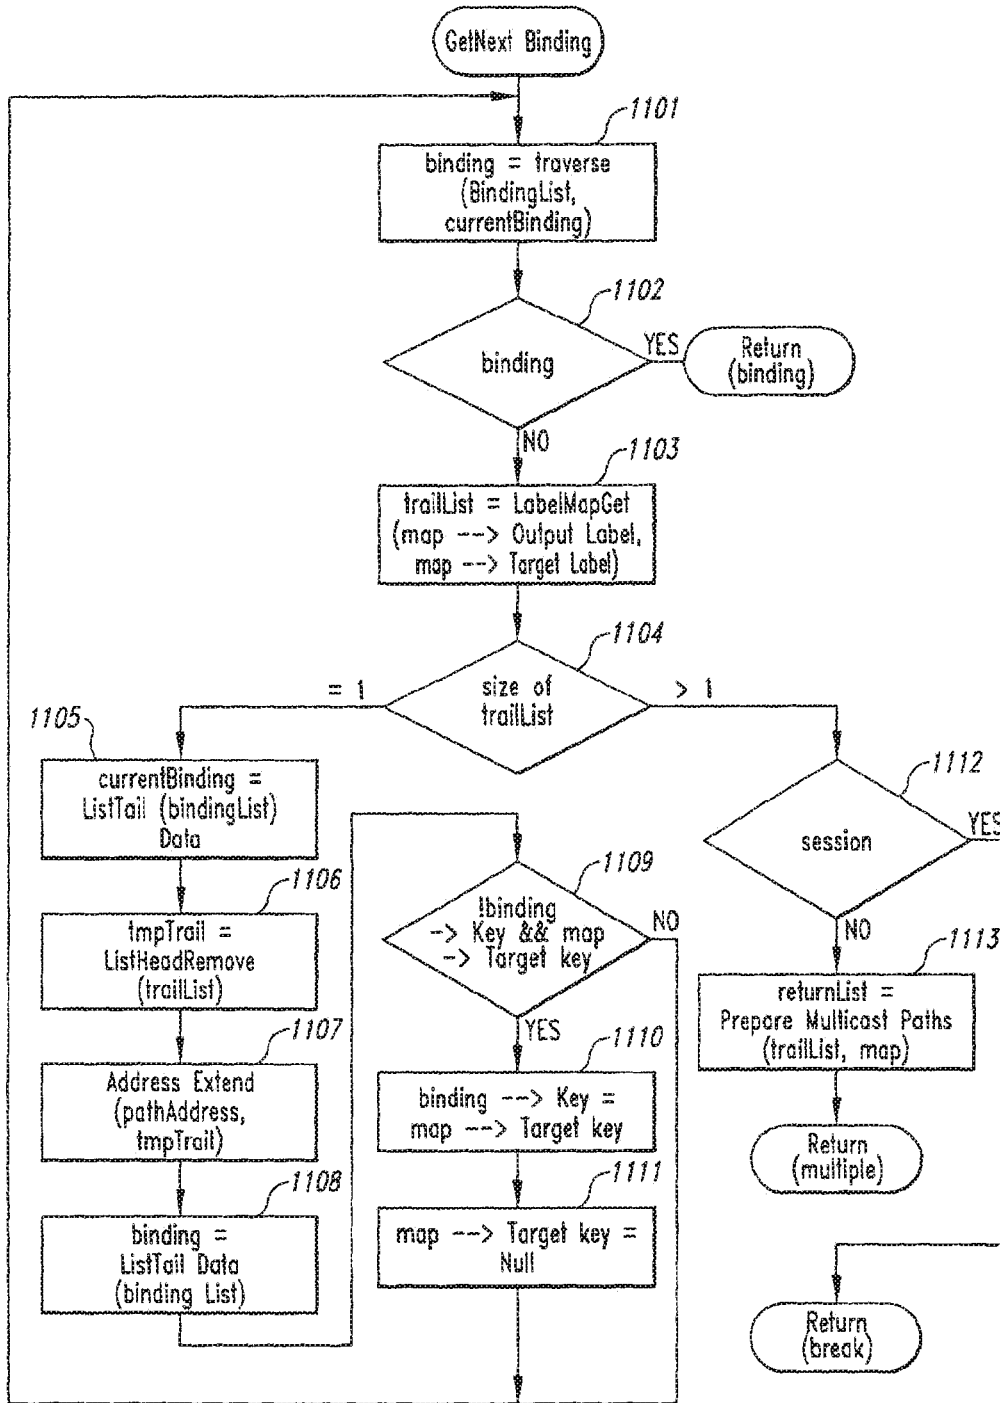 GetNext Binding
1101
binding = traverse
(BindingList,
currentBinding)
1102
binding
YES
Return
(binding)
NO
1103
trailList = LabelMapGet
(map --> Output Label,
map --> Target Label)
1104
size of
trailList
= 1
> 1
1105
currentBinding =
ListTail (bindingList)
Data
1106
tmpTrail =
ListHeadRemove
(trailList)
1107
Address Extend
(pathAddress,
tmpTrail)
1108
binding =
ListTail Data
(binding List)
1109
!binding
-> Key && map
-> Target key
NO
YES
1110
binding --> Key =
map --> Target key
1111
map --> Target key =
Null
1112
session
YES
NO
1113
returnList =
Prepare Multicast Paths
(trailList, map)
Return
(multiple)
Return
(break)